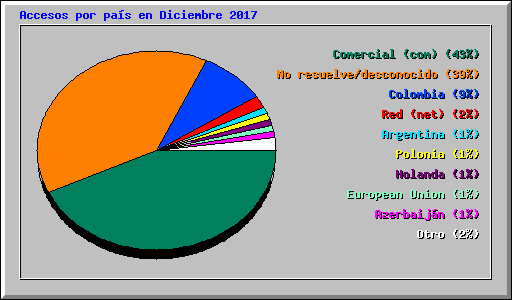 Accesos por país en Diciembre 2017
Comercial (com) (43%)
No resuelve/desconocido (39%)
Colombia (9%)
Red (net) (2%)
Argentina (1%)
Polonia (1%)
Holanda (1%)
European Union (1%)
Azerbaiján (1%)
Otro (2%)